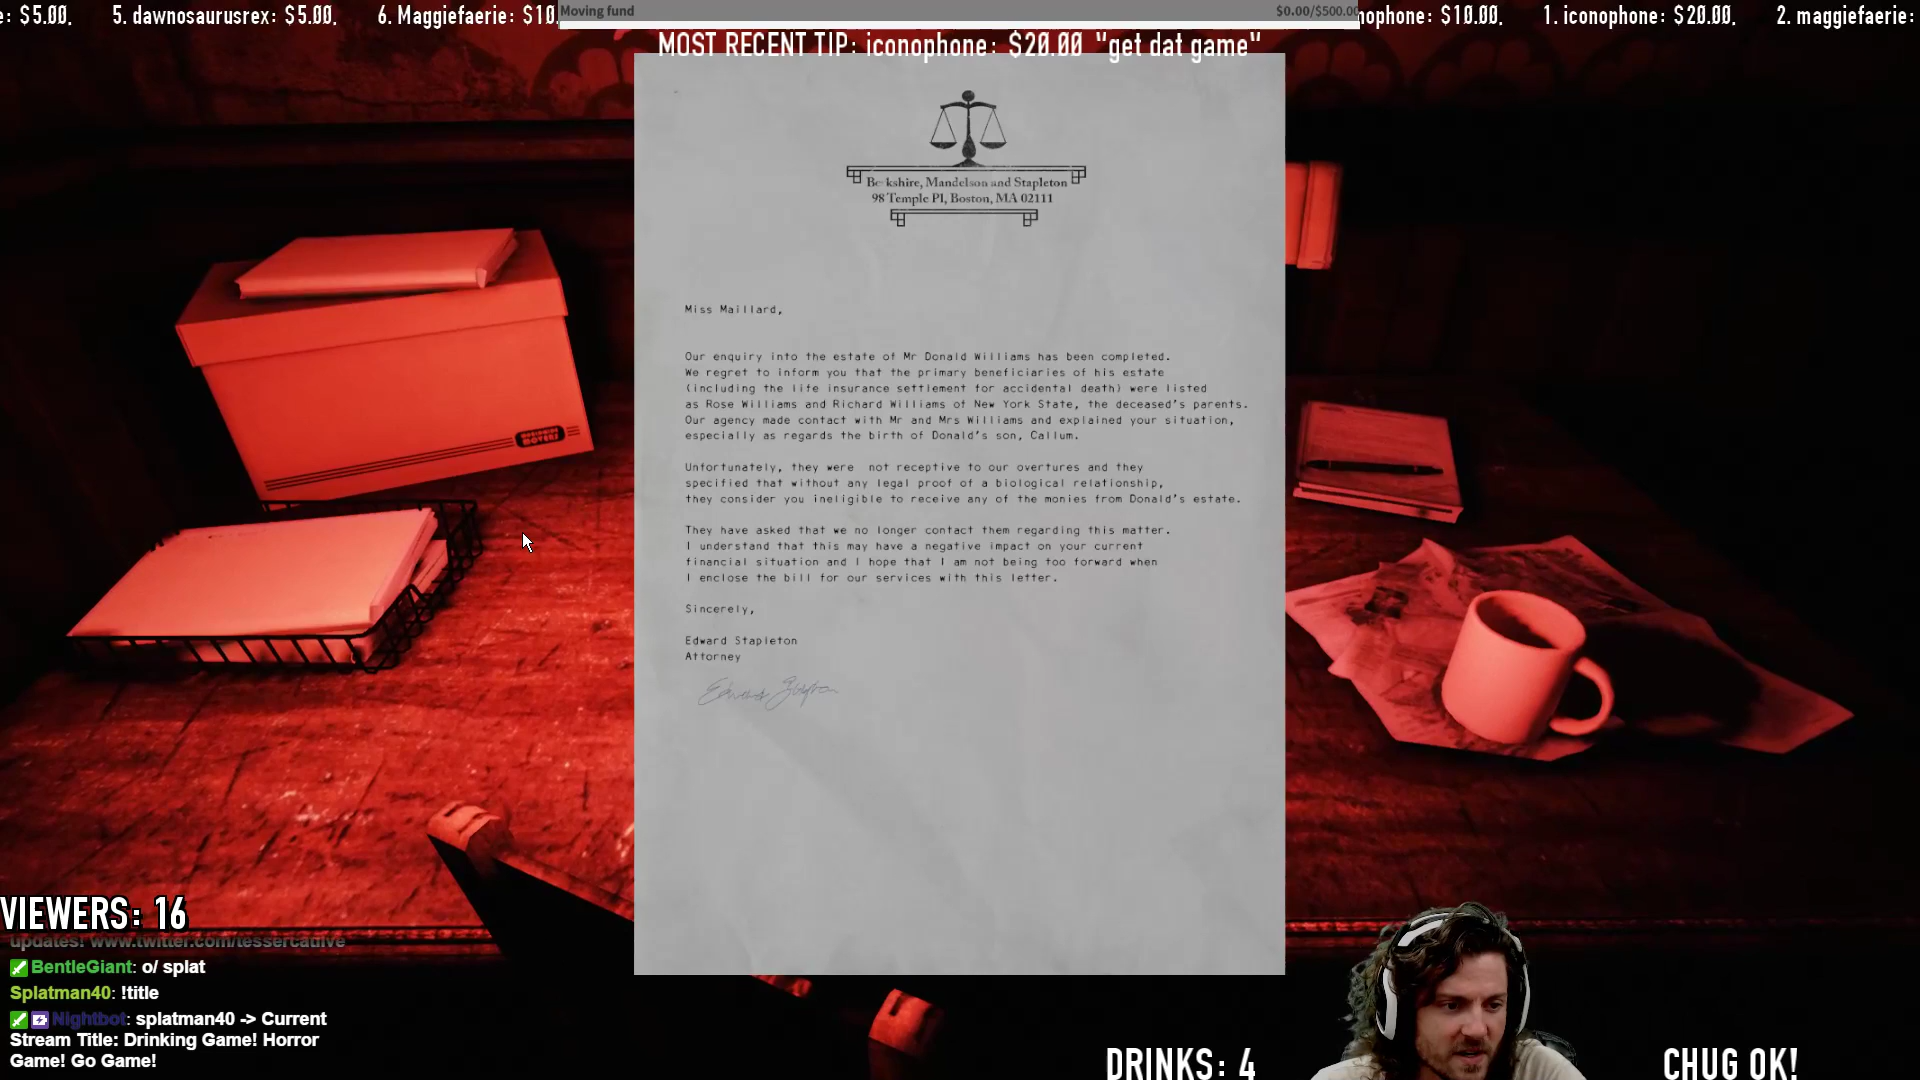 e: $5.00,    5. dawnosaurusrex: $5.00,    6. Maggiefaerie: $10.
Moving fund    $0.00/$500.00
nophone: $10.00,    1. iconophone: $20.00,    2. maggiefaerie:
MOST RECENT TIP: iconophone: $20.00 "get dat game"
Berkshire, Mandelson and Stapleton
98 Temple Pl, Boston, MA 02111
Miss Maillard,
Our enquiry into the estate of Mr Donald Williams has been completed.
We regret to inform you that the primary beneficiaries of his estate
(including the life insurance settlement for accidental death) were listed
as Rose Williams and Richard Williams of New York State, the deceased's parents.
Our agency made contact with Mr and Mrs Williams and explained your situation,
especially as regards the birth of Donald's son, Callum.
Unfortunately, they were not receptive to our overtures and they
specified that without any legal proof of a biological relationship,
they consider you ineligible to receive any of the monies from Donald's estate.
They have asked that we no longer contact them regarding this matter.
I understand that this may have a negative impact on your current
financial situation and I hope that I am not being too forward when
I enclose the bill for our services with this letter.
Sincerely,
Edward Stapleton
Attorney
Edward Stapleton
VIEWERS: 16
updates! www.twitter.com/tessercadive
BentleGiant: o/ splat
Splatman40: !title
Nightbot: splatman40 -> Current
Stream Title: Drinking Game! Horror
Game! Go Game!
DRINKS: 4
CHUG OK!